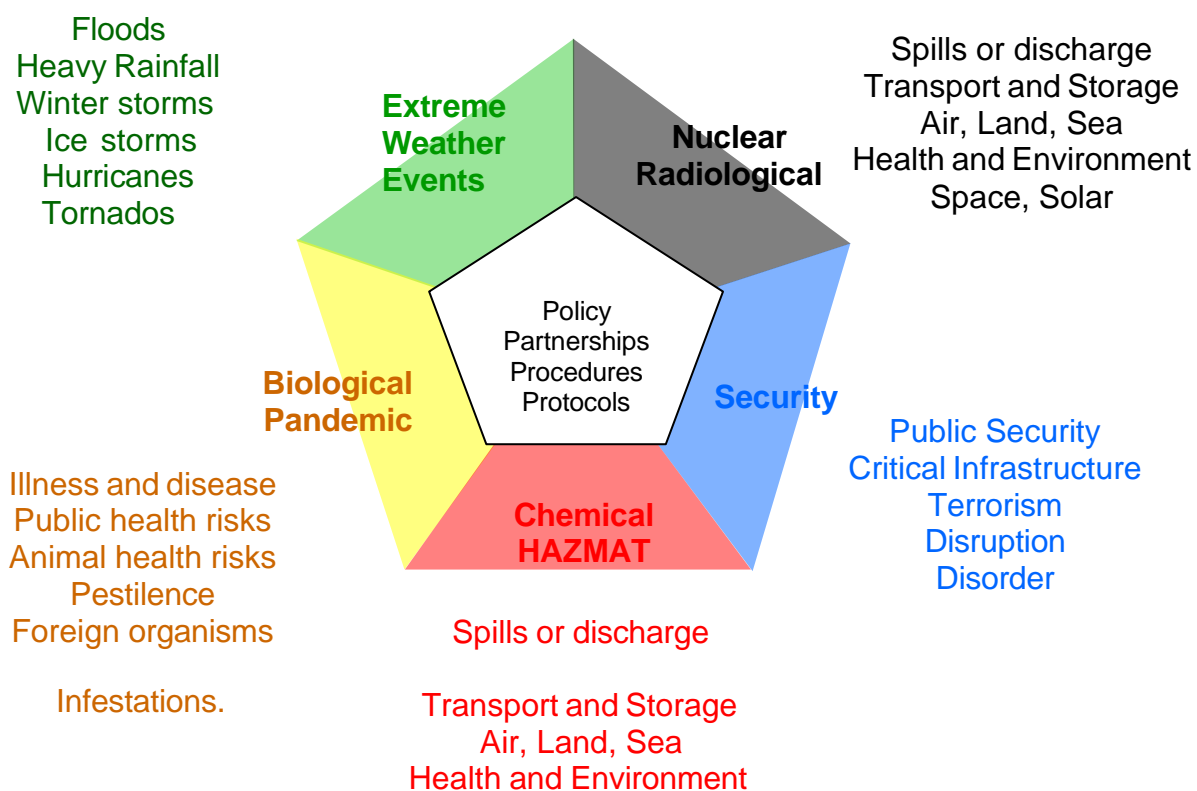 Floods
Heavy Rainfall
Winter storms
Ice storms
Hurricanes
Tornados
Extreme
Weather
Events
Nuclear
Radiological
Spills or discharge
Transport and Storage
Air, Land, Sea
Health and Environment
Space, Solar
Policy
Partnerships
Procedures
Protocols
Biological
Pandemic
Security
Illness and disease
Public health risks
Animal health risks
Pestilence
Foreign organisms
Infestations.
Chemical
HAZMAT
Spills or discharge
Transport and Storage
Air, Land, Sea
Health and Environment
Public Security
Critical Infrastructure
Terrorism
Disruption
Disorder